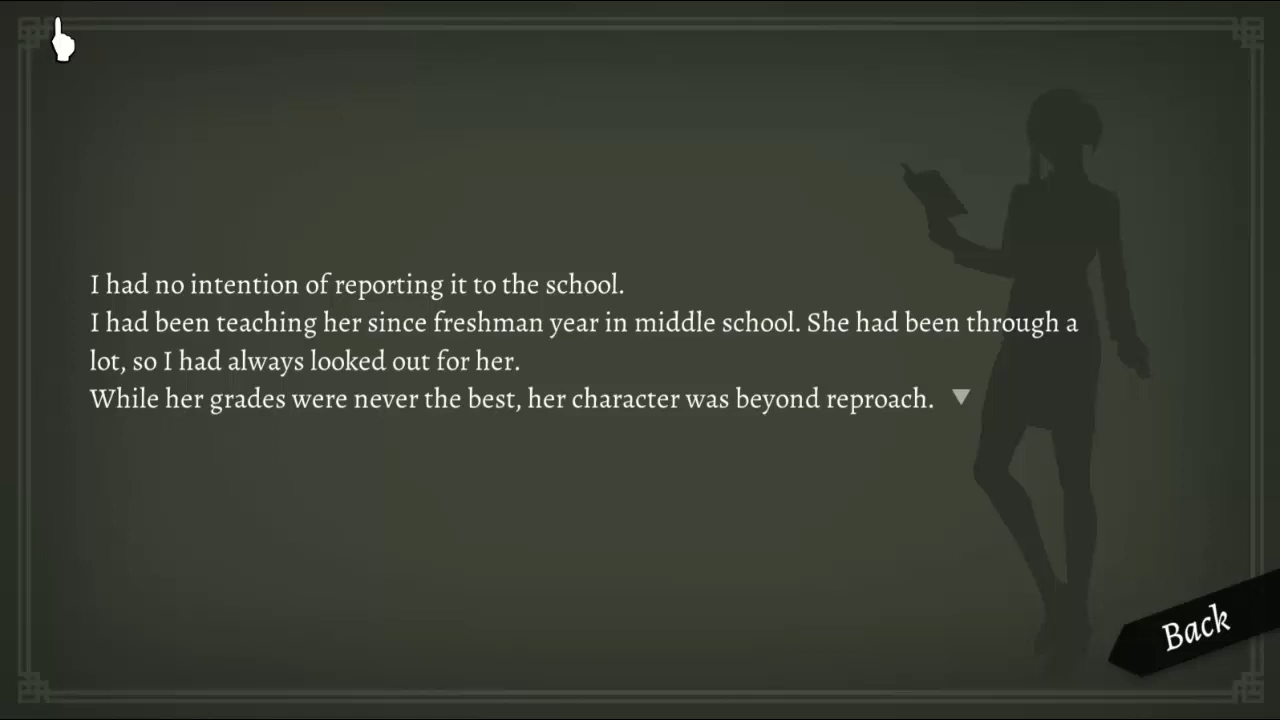 I had no intention of reporting it to the school.
I had been teaching her since freshman year in middle school. She had been through a
lot, so I had always looked out for her.
While her grades were never the best, her character was beyond reproach.
Back